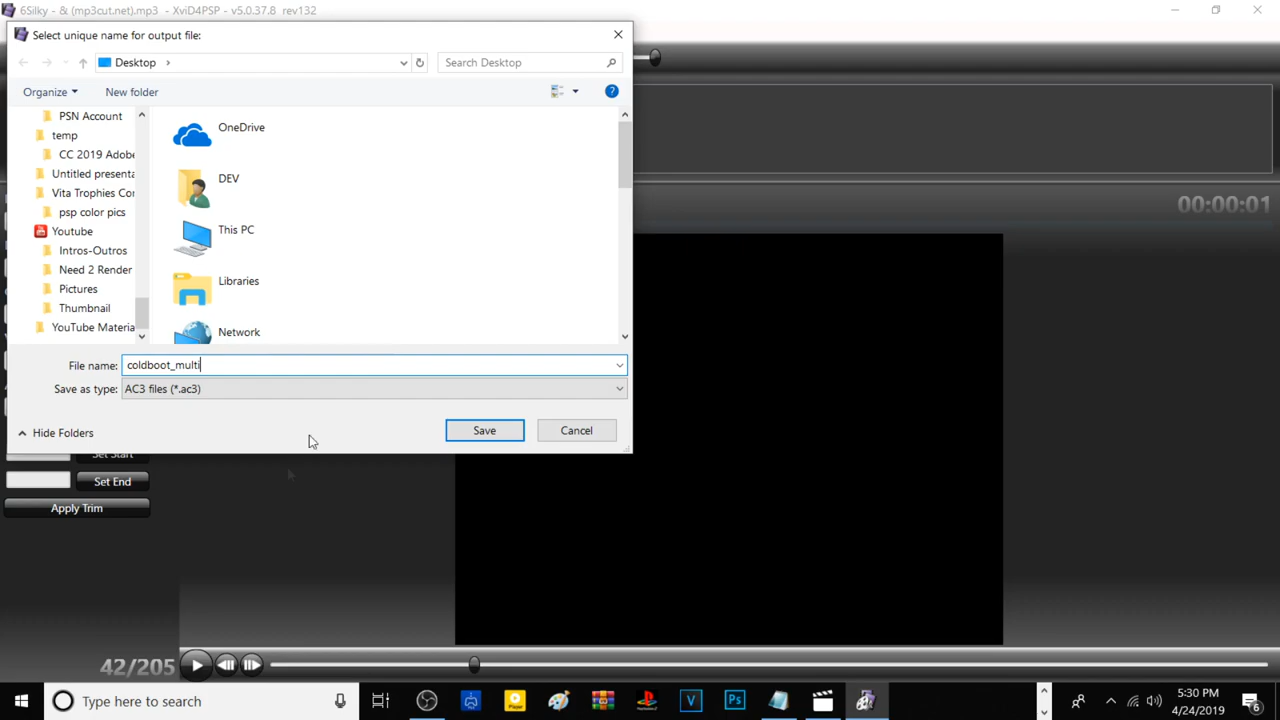 6Silky - & (mp3cut.net).mp3 - XviD4PSP - v5.0.37.8 rev132
Select unique name for output file:
Desktop
Search Desktop
Organize
New folder
PSN Account
temp
CC 2019 Adobe
Untitled presenta
Vita Trophies Cor
psp color pics
Youtube
Intros-Outros
Need 2 Render
Pictures
Thumbnail
YouTube Materia
OneDrive
DEV
This PC
Libraries
Network
File name: coldboot_multi
Save as type: AC3 files (*.ac3)
Hide Folders
Save
Cancel
00:00:01
Set Start
Set End
Apply Trim
42/205
Type here to search
Player
V
Ps
5:30 PM
4/24/2019
6